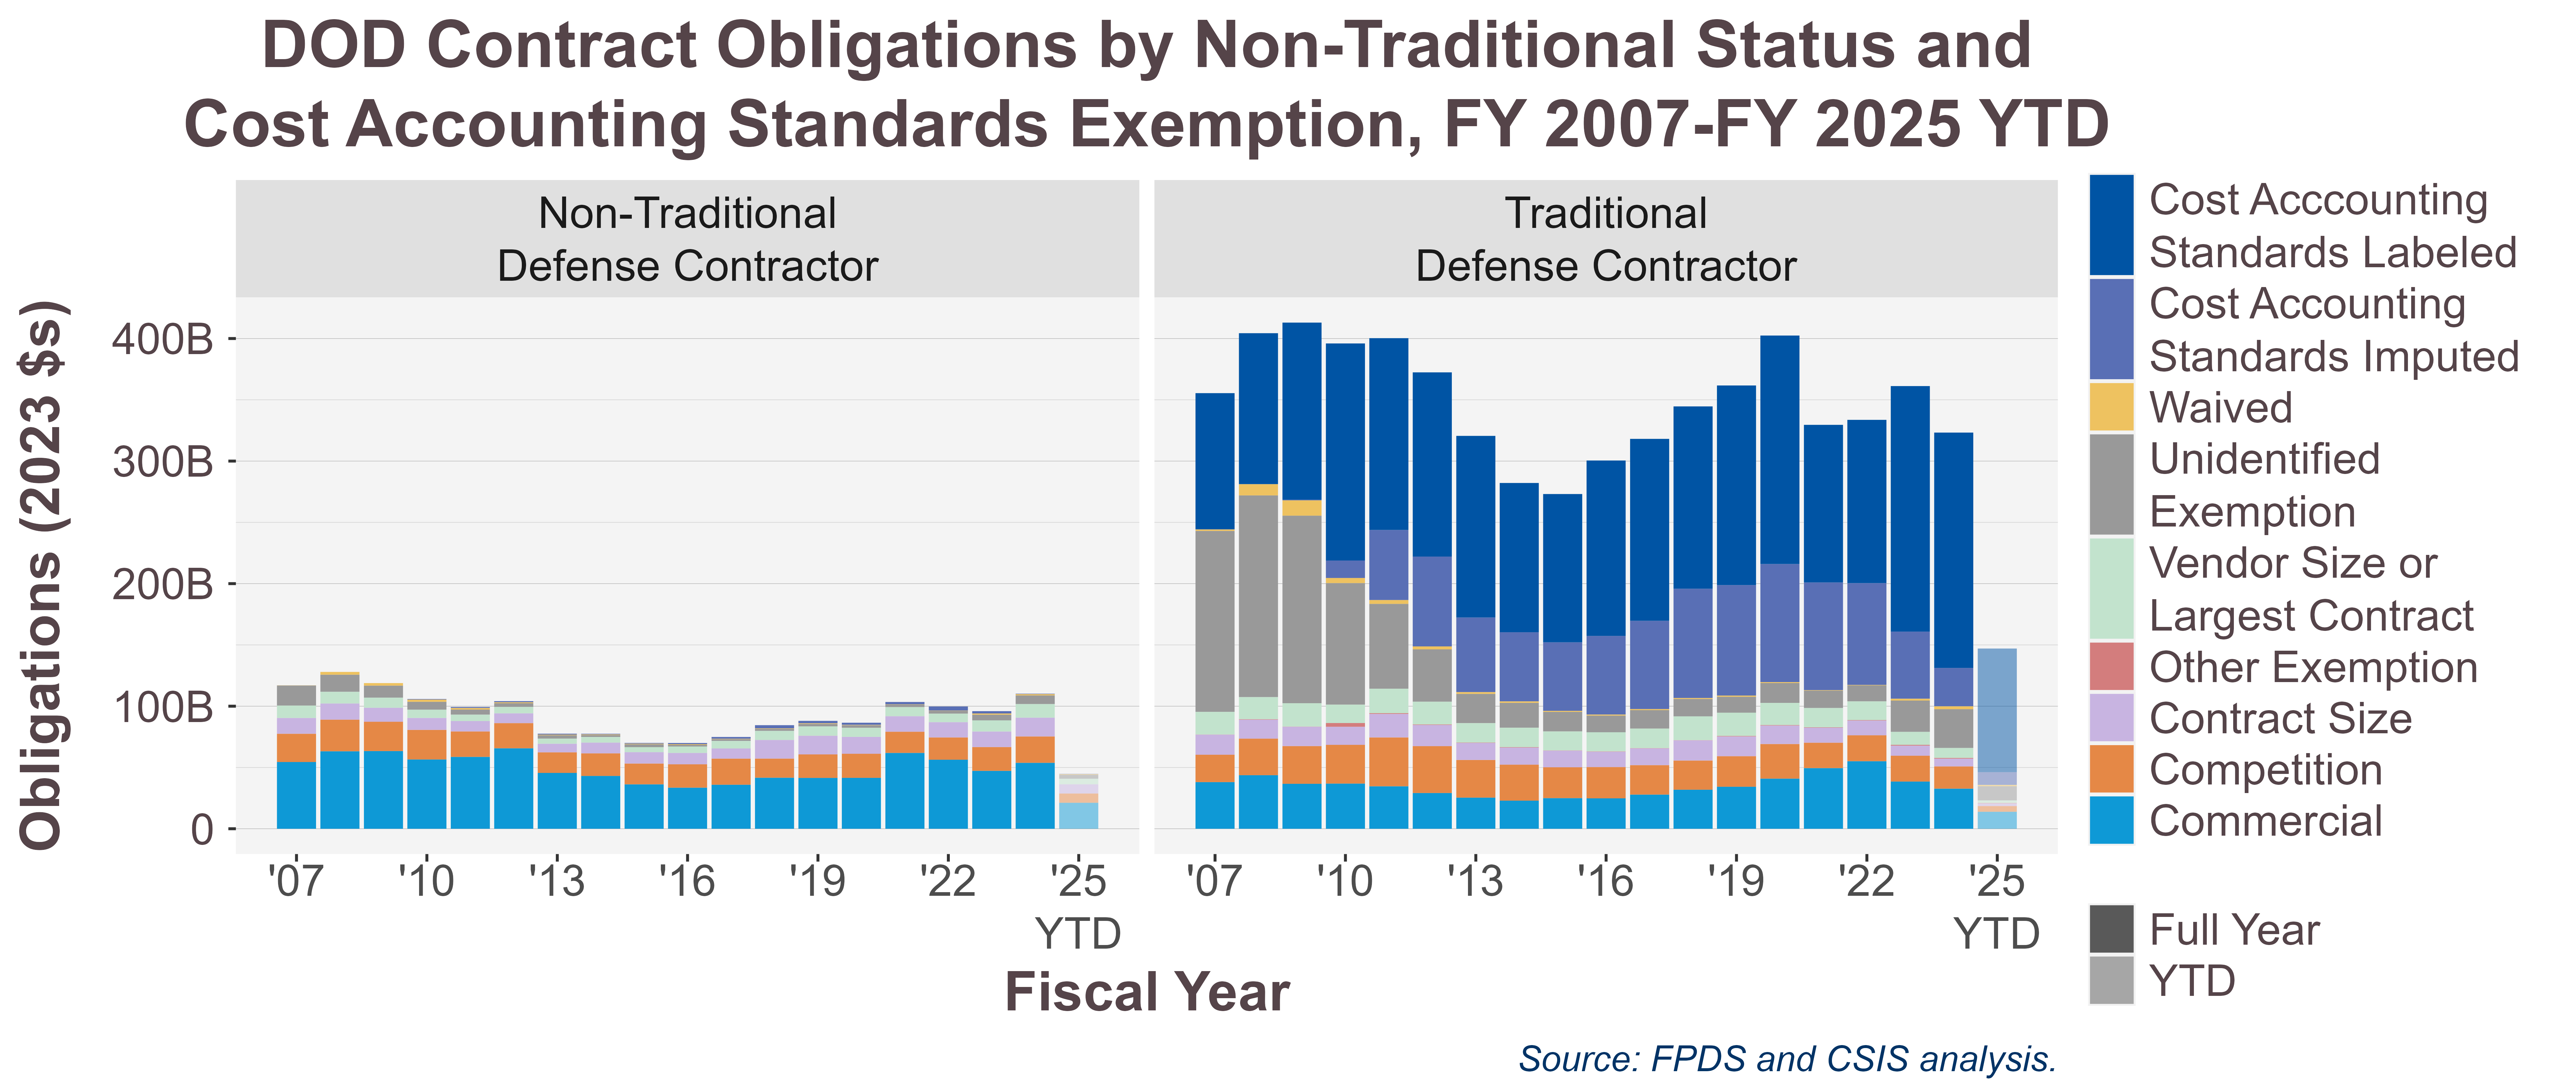 DOD Contract Obligations by Non-Traditional Status and
Cost Accounting Standards Exemption, FY 2007-FY 2025 YTD
Non-Traditional
Defense Contractor
Traditional
Defense Contractor
Obligations (2023 $s)
400B
300B
200B
100B
0
'07 '10 '13 '16 '19 '22 '25
YTD
'07 '10 '13 '16 '19 '22 '25
YTD
Fiscal Year
Cost Acccounting
Standards Labeled
Cost Accounting
Standards Imputed
Waived
Unidentified
Exemption
Vendor Size or
Largest Contract
Other Exemption
Contract Size
Competition
Commercial
Full Year
YTD
Source: FPDS and CSIS analysis.